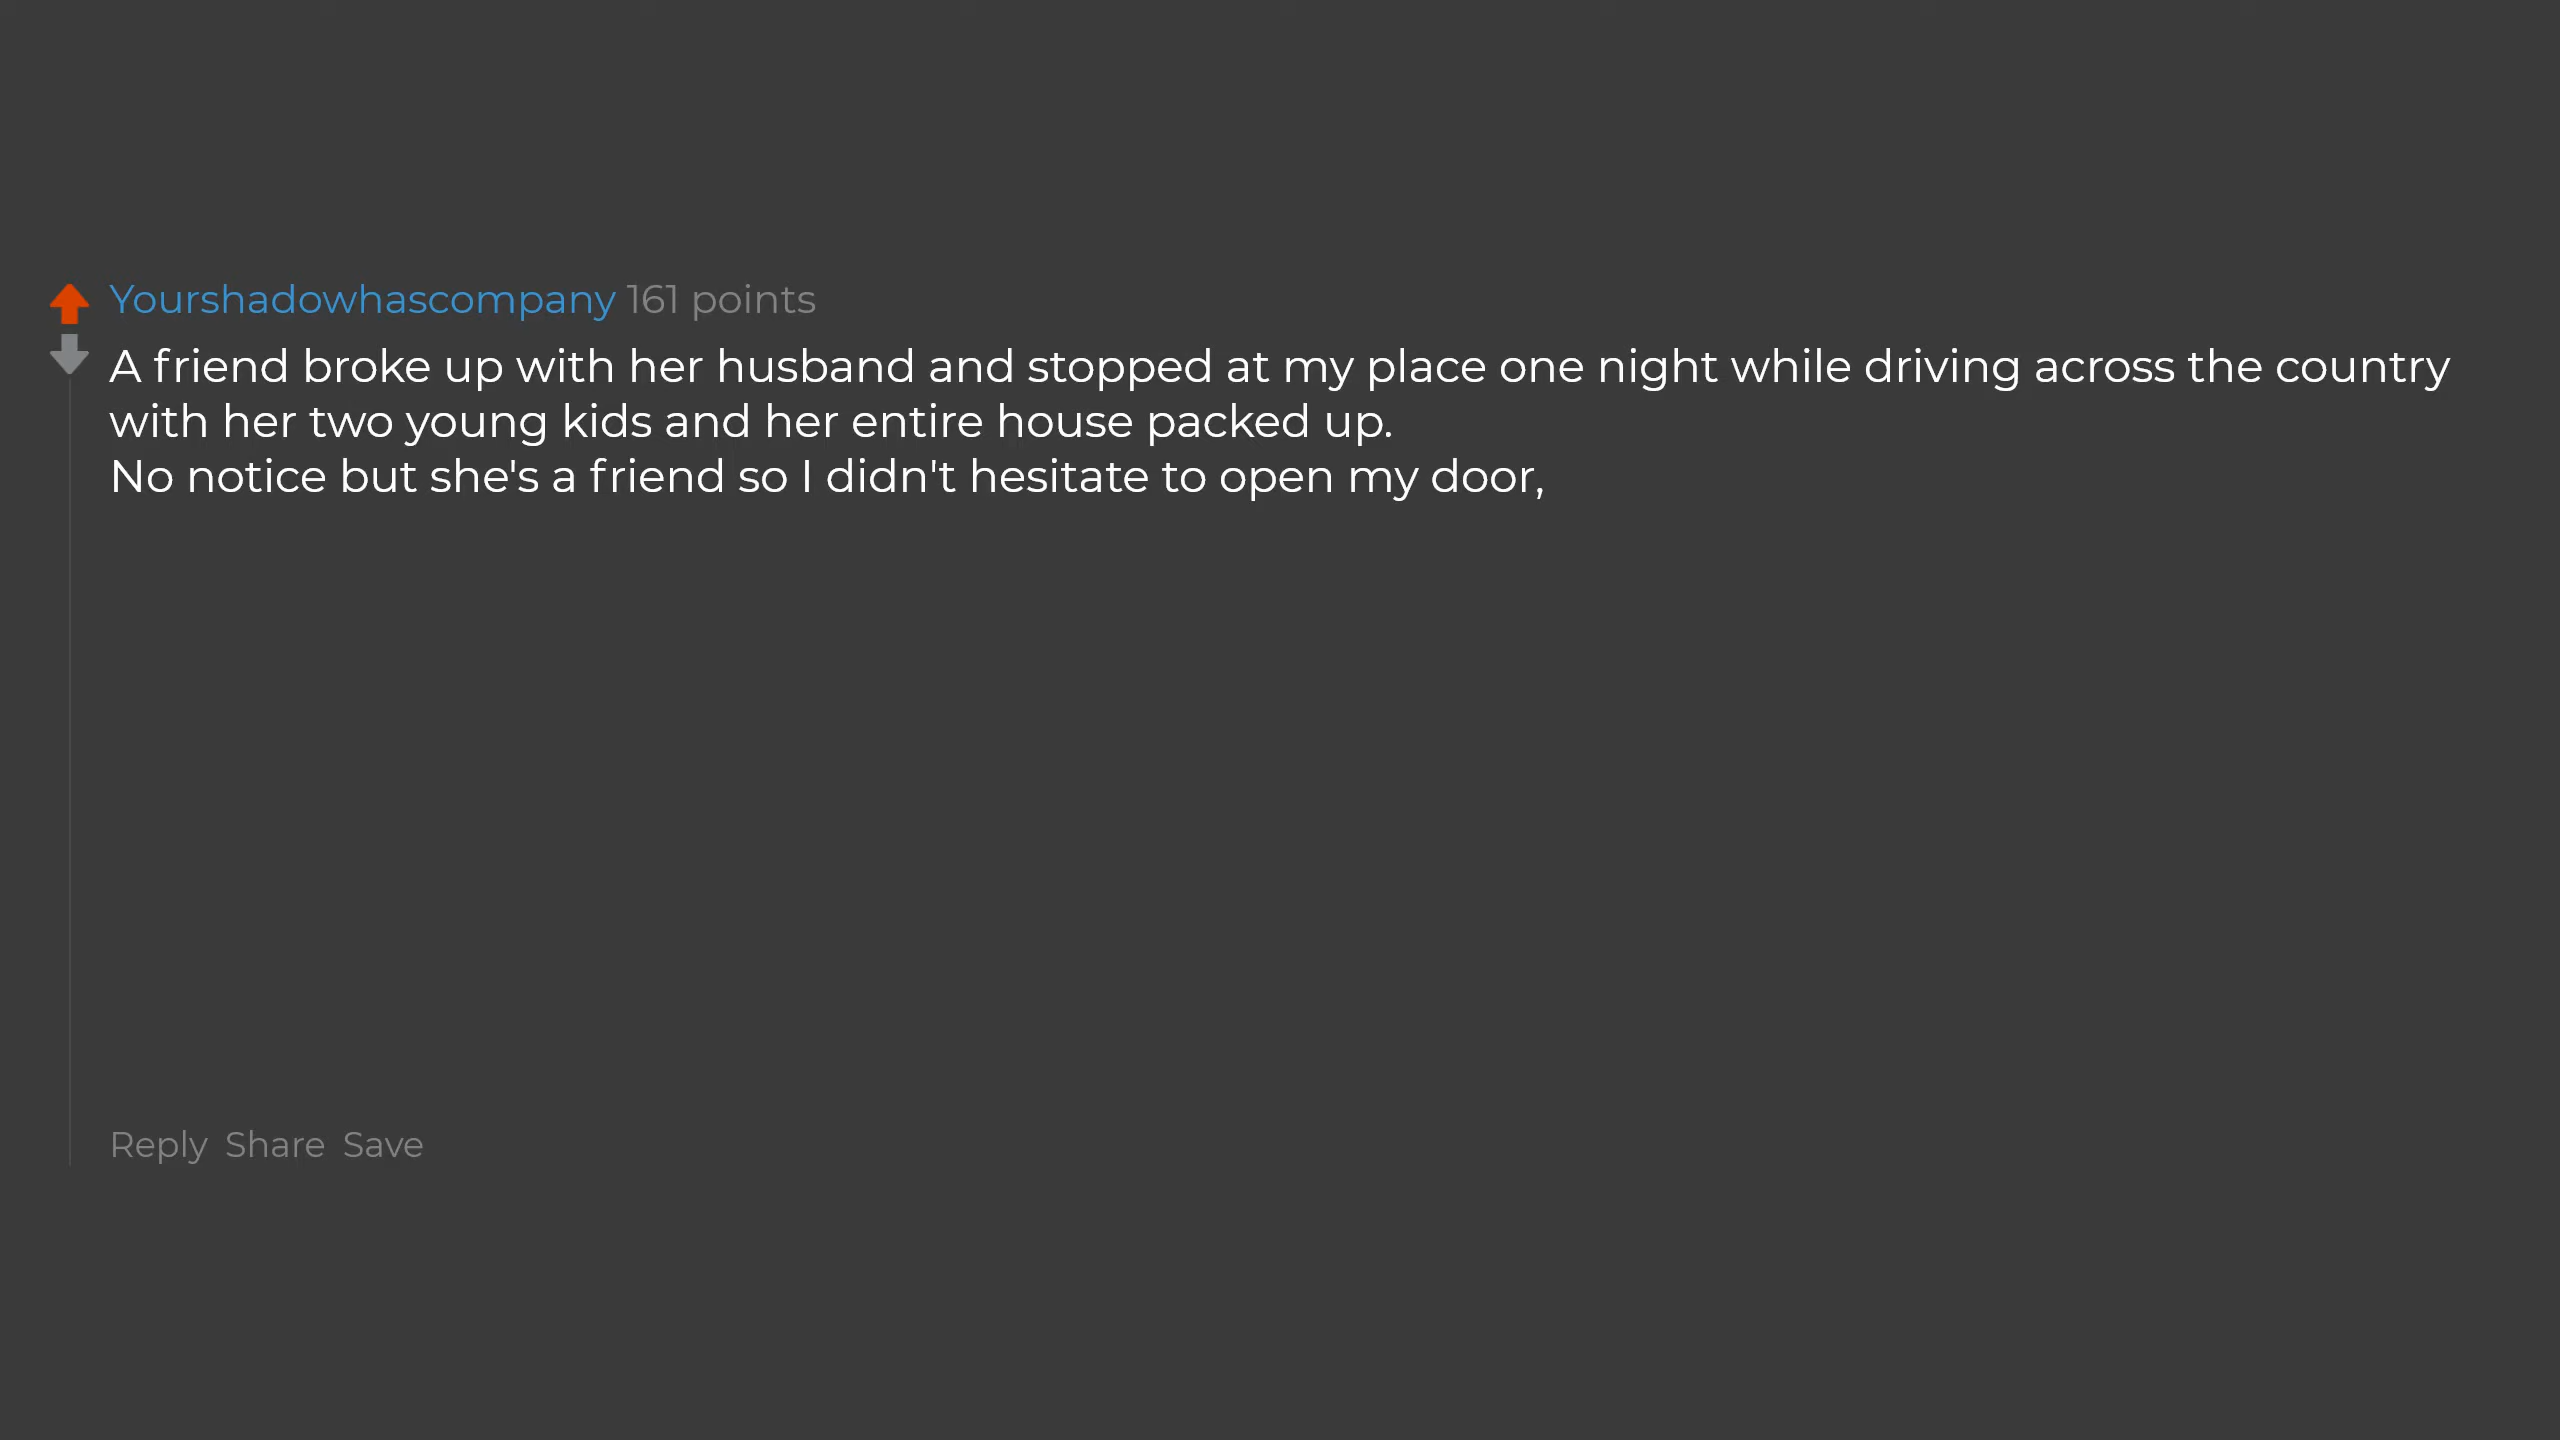 Yourshadowhascompany 161 points
A friend broke up with her husband and stopped at my place one night while driving across the country
with her two young kids and her entire house packed up.
No notice but she's a friend so I didn't hesitate to open my door,
Reply Share Save